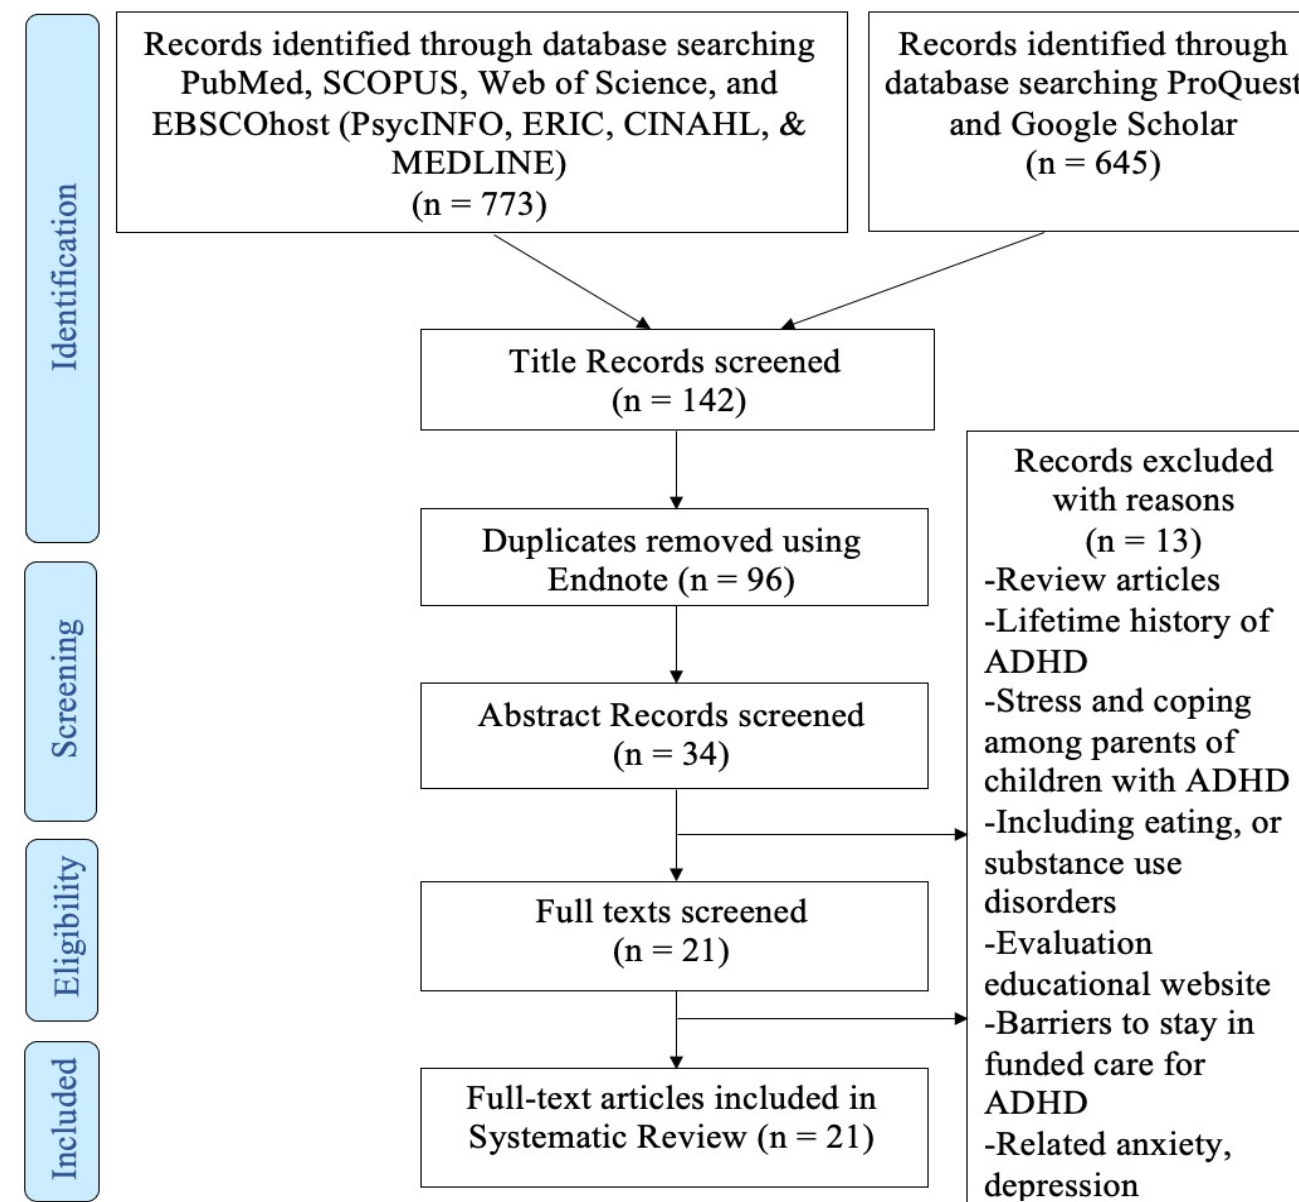 Identification
Records identified through database searching
PubMed, SCOPUS, Web of Science, and
EBSCOhost (PsycINFO, ERIC, CINAHL, &
MEDLINE)
(n = 773)
Records identified through
database searching ProQuest
and Google Scholar
(n = 645)
Title Records screened
(n = 142)
Duplicates removed using
Endnote (n = 96)
Screening
Abstract Records screened
(n = 34)
Records excluded
with reasons
(n = 13)
-Review articles
-Lifetime history of
ADHD
-Stress and coping
among parents of
children with ADHD
-Including eating, or
substance use
disorders
-Evaluation
educational website
-Barriers to stay in
funded care for
ADHD
-Related anxiety,
depression
Eligibility
Full texts screened
(n = 21)
Included
Full-text articles included in
Systematic Review (n = 21)